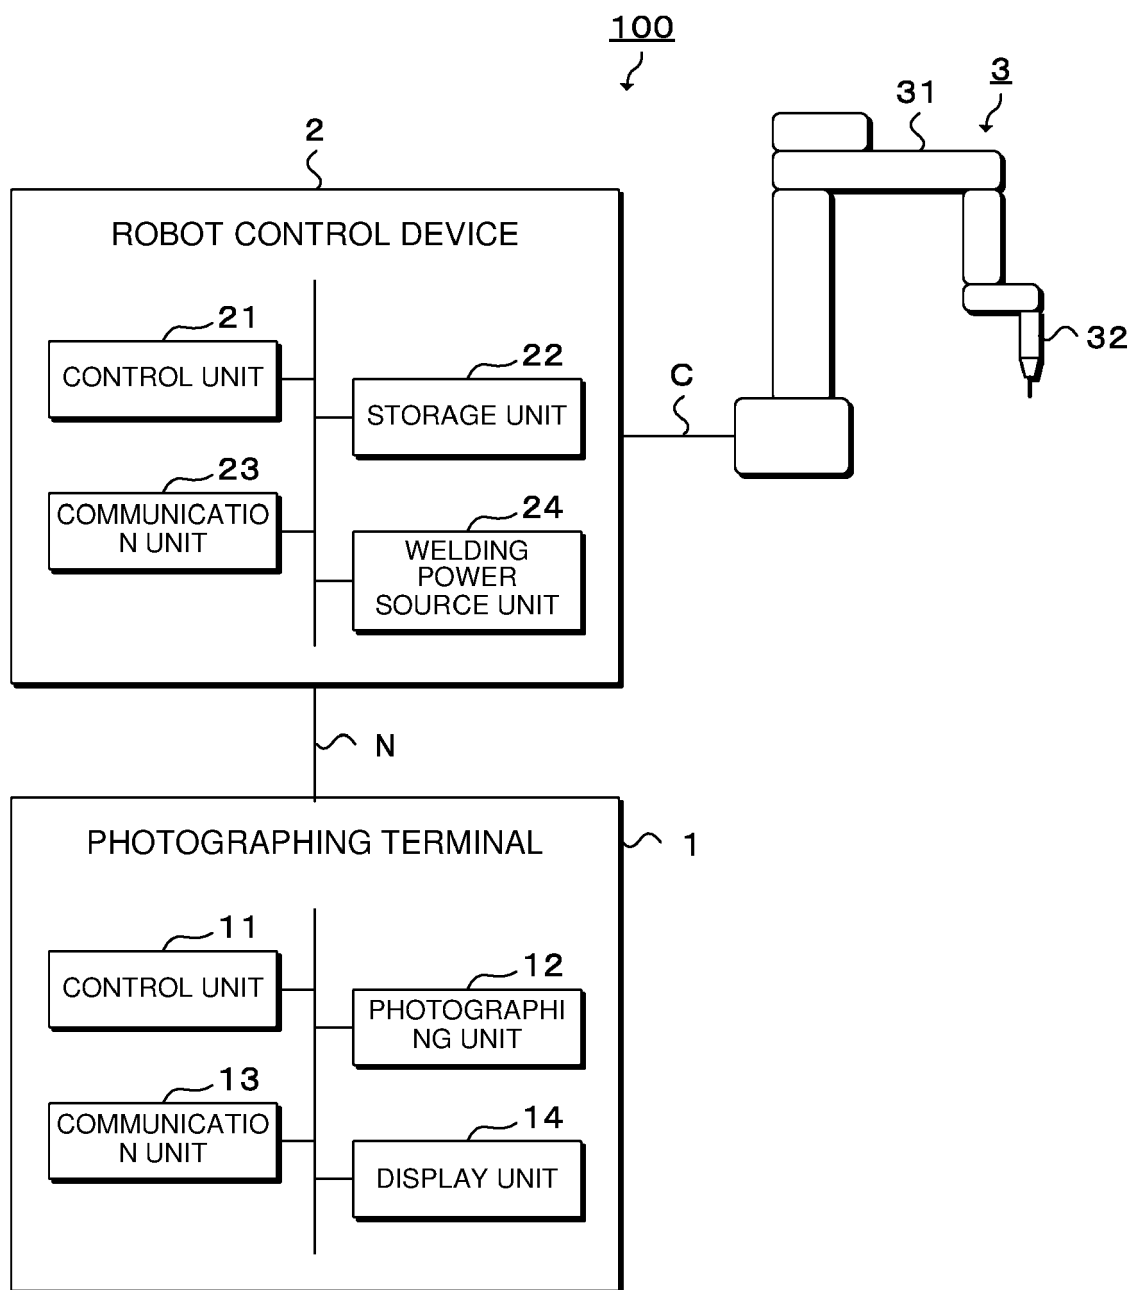 100
3
31
2
ROBOT CONTROL DEVICE
21
CONTROL UNIT
22
STORAGE UNIT
32
C
23
COMMUNICATIO
N UNIT
24
WELDING
POWER
SOURCE UNIT
N
PHOTOGRAPHING TERMINAL
1
11
CONTROL UNIT
12
PHOTOGRAPHI
NG UNIT
13
COMMUNICATIO
N UNIT
14
DISPLAY UNIT